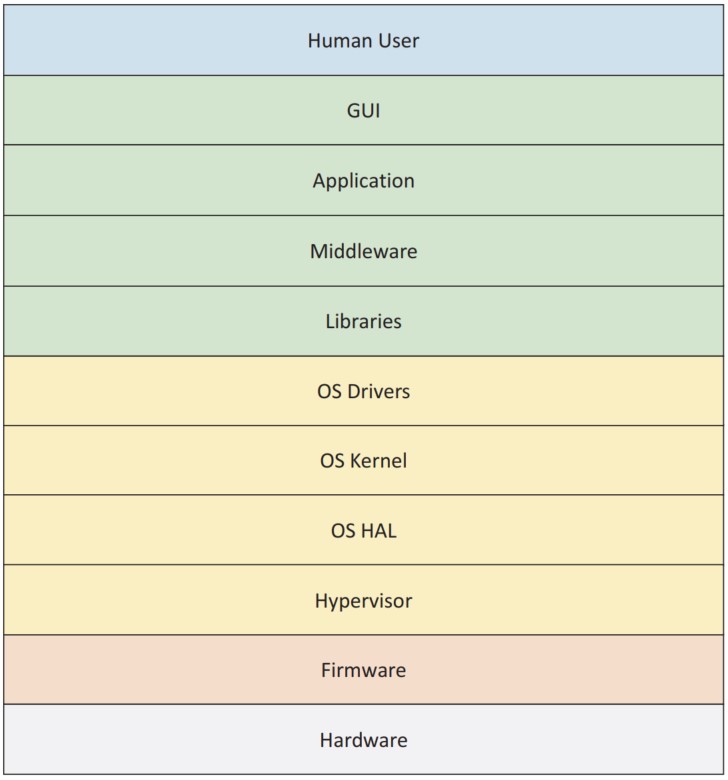 Human User
GUI
Application
Middleware
Libraries
OS Drivers
OS Kernel
OS HAL
Hypervisor
Firmware
Hardware